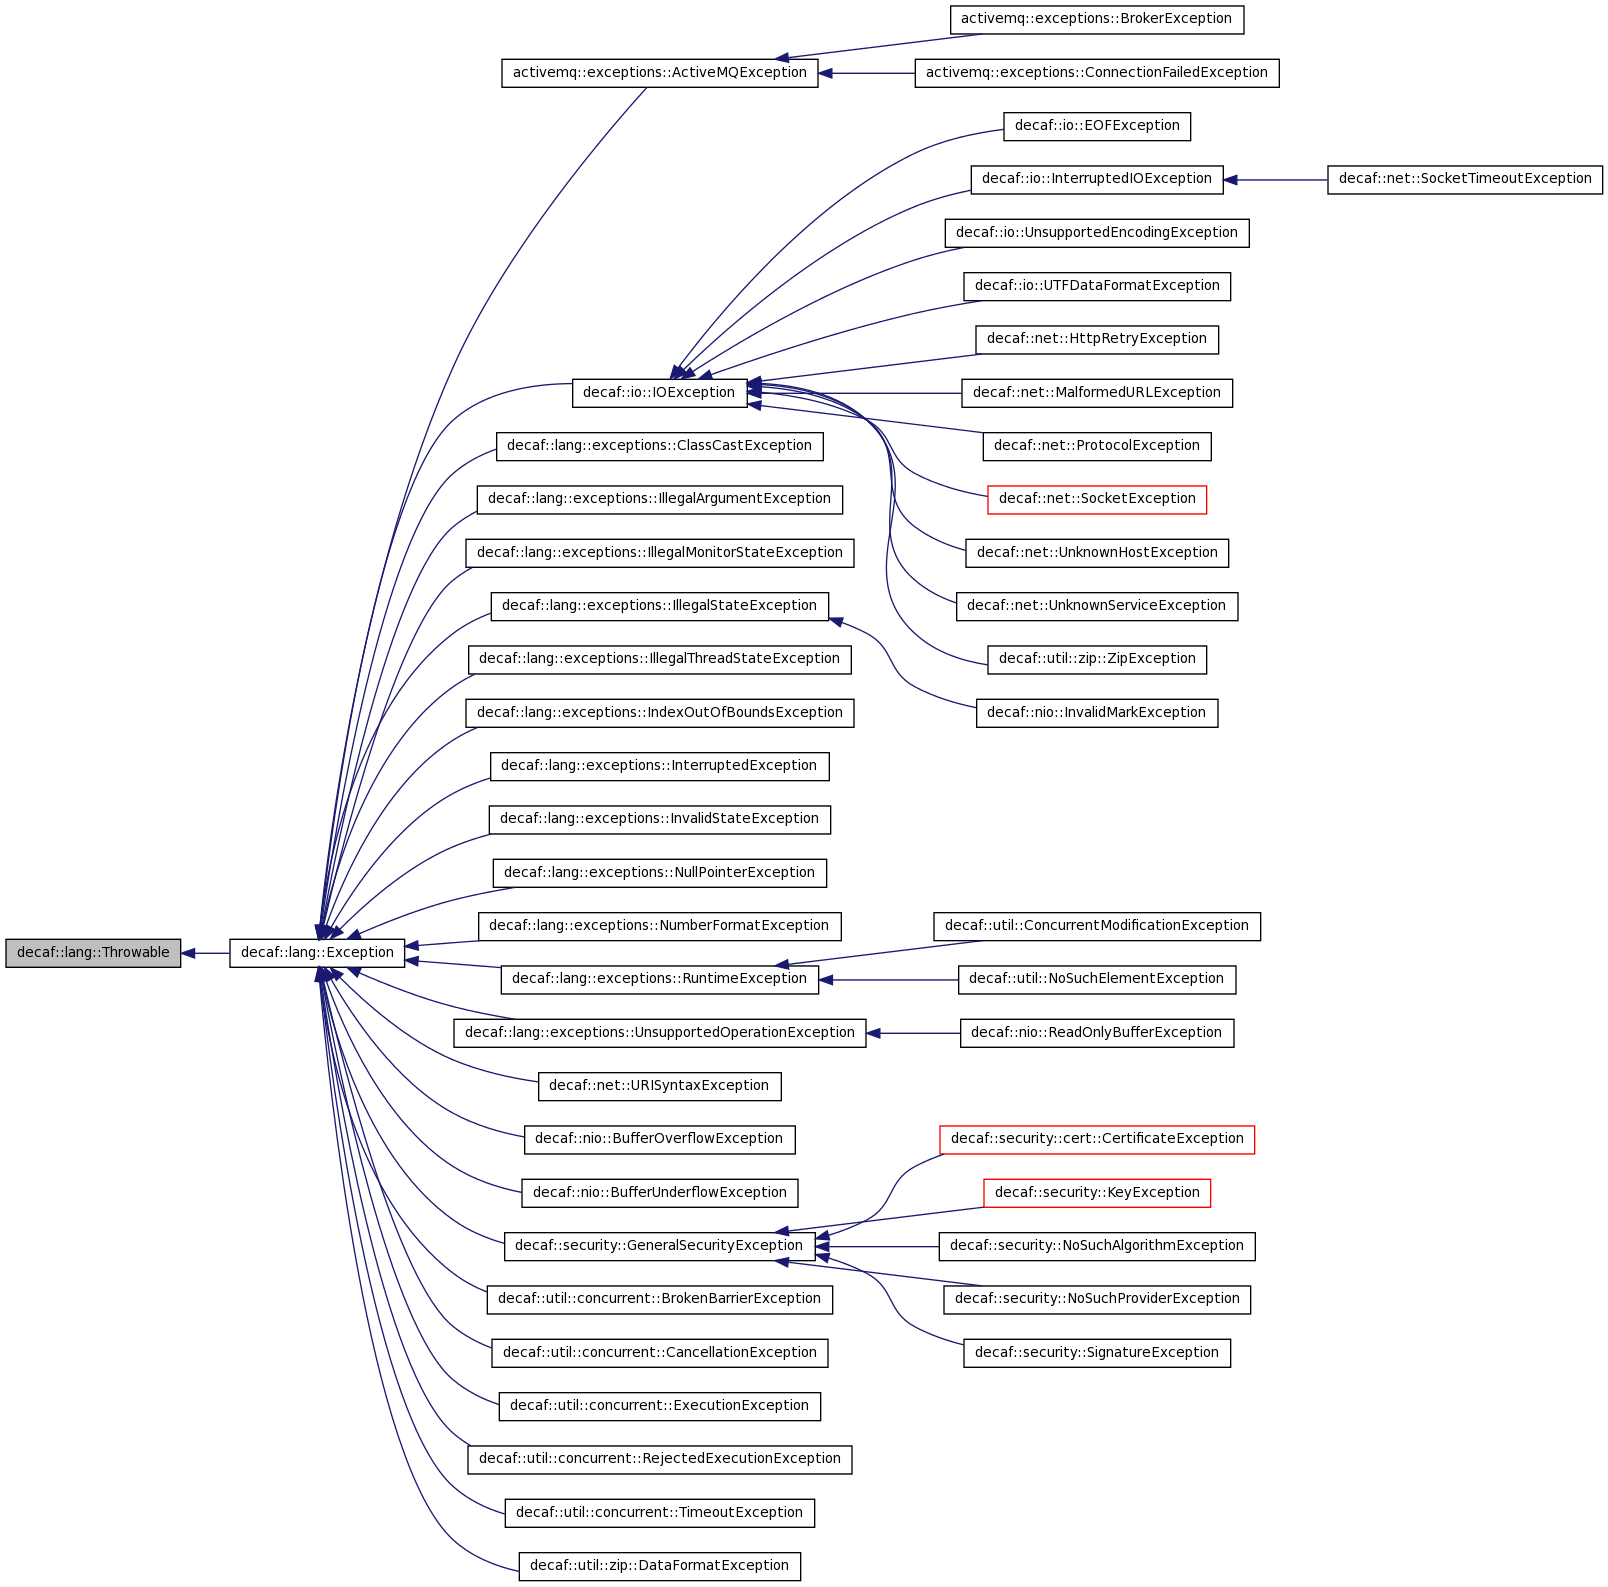 activemq::exceptions::BrokerException
activemq::exceptions::ActiveMQException
activemq::exceptions::ConnectionFailedException
decaf::io::EOFException
decaf::io::InterruptedIOException
decaf::net::SocketTimeoutException
decaf::io::UnsupportedEncodingException
decaf::io::UTFDataFormatException
decaf::net::HttpRetryException
decaf::io::IOException
decaf::net::MalformedURLException
decaf::lang::exceptions::ClassCastException
decaf::net::ProtocolException
decaf::lang::exceptions::IllegalArgumentException
decaf::net::SocketException
decaf::lang::exceptions::IllegalMonitorStateException
decaf::net::UnknownHostException
decaf::lang::exceptions::IllegalStateException
decaf::net::UnknownServiceException
decaf::lang::exceptions::IllegalThreadStateException
decaf::util::zip::ZipException
decaf::lang::exceptions::IndexOutOfBoundsException
decaf::nio::InvalidMarkException
decaf::lang::exceptions::InterruptedException
decaf::lang::exceptions::InvalidStateException
decaf::lang::exceptions::NullPointerException
decaf::lang::exceptions::NumberFormatException
decaf::util::ConcurrentModificationException
decaf::lang::Throwable
decaf::lang::Exception
decaf::lang::exceptions::RuntimeException
decaf::util::NoSuchElementException
decaf::lang::exceptions::UnsupportedOperationException
decaf::nio::ReadOnlyBufferException
decaf::net::URISyntaxException
decaf::nio::BufferOverflowException
decaf::security::cert::CertificateException
decaf::nio::BufferUnderflowException
decaf::security::KeyException
decaf::security::GeneralSecurityException
decaf::security::NoSuchAlgorithmException
decaf::util::concurrent::BrokenBarrierException
decaf::security::NoSuchProviderException
decaf::util::concurrent::CancellationException
decaf::security::SignatureException
decaf::util::concurrent::ExecutionException
decaf::util::concurrent::RejectedExecutionException
decaf::util::concurrent::TimeoutException
decaf::util::zip::DataFormatException